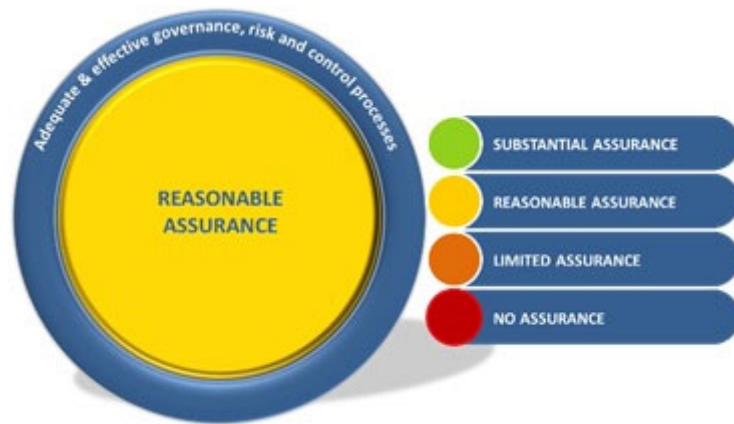 Adequate & effective governance, risk and control processes
REASONABLE
ASSURANCE
SUBSTANTIAL ASSURANCE
REASONABLE ASSURANCE
LIMITED ASSURANCE
NO ASSURANCE